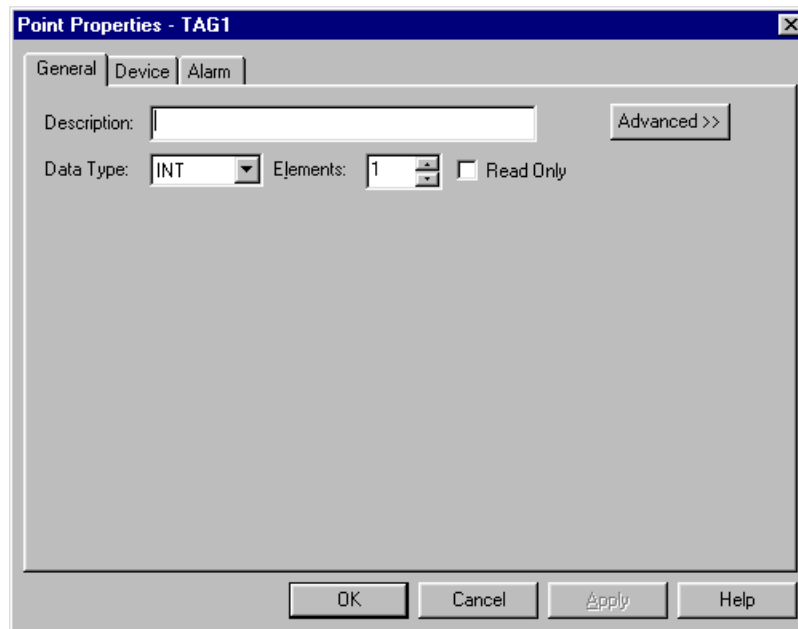 Point Properties - TAG1
General Device Alarm
Description: Advanced >>
Data Type: INT Elements: 1 Read Only
OK Cancel Apply Help